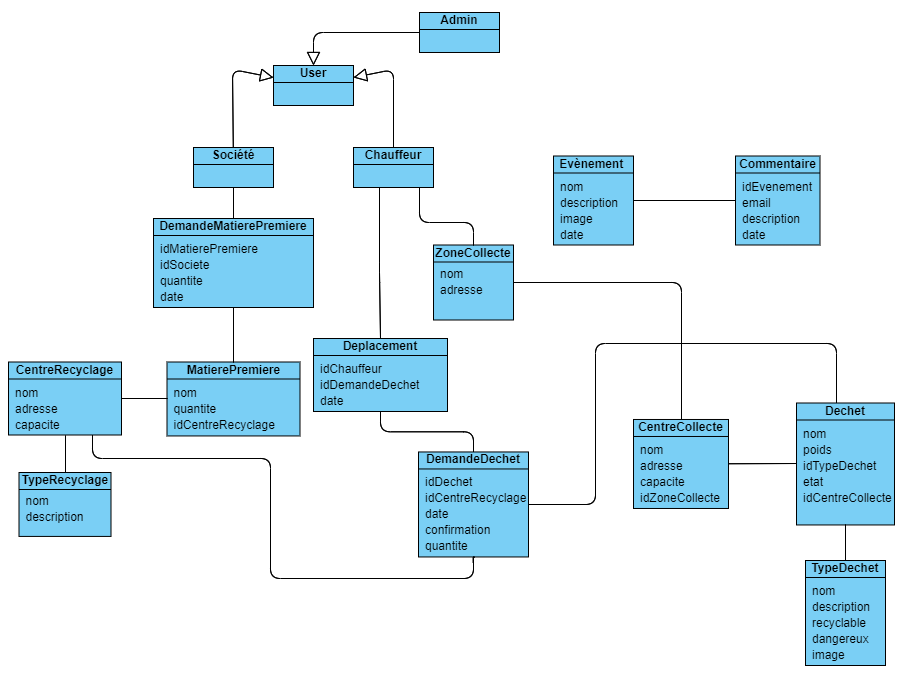 Admin
User
Société
Chauffeur
Evènement
nom
description
image
date
Commentaire
idEvenement
email
description
date
DemandeMatierePremiere
idMatierePremiere
idSociete
quantite
date
ZoneCollecte
nom
adresse
Deplacement
idChauffeur
idDemandeDechet
date
CentreRecyclage
nom
adresse
capacite
MatierePremiere
nom
quantite
idCentreRecyclage
TypeRecyclage
nom
description
DemandeDechet
idDechet
idCentreRecyclage
date
confirmation
quantite
CentreCollecte
nom
adresse
capacite
idZoneCollecte
Dechet
nom
poids
idTypeDechet
etat
idCentreCollecte
TypeDechet
nom
description
recyclable
dangereux
image